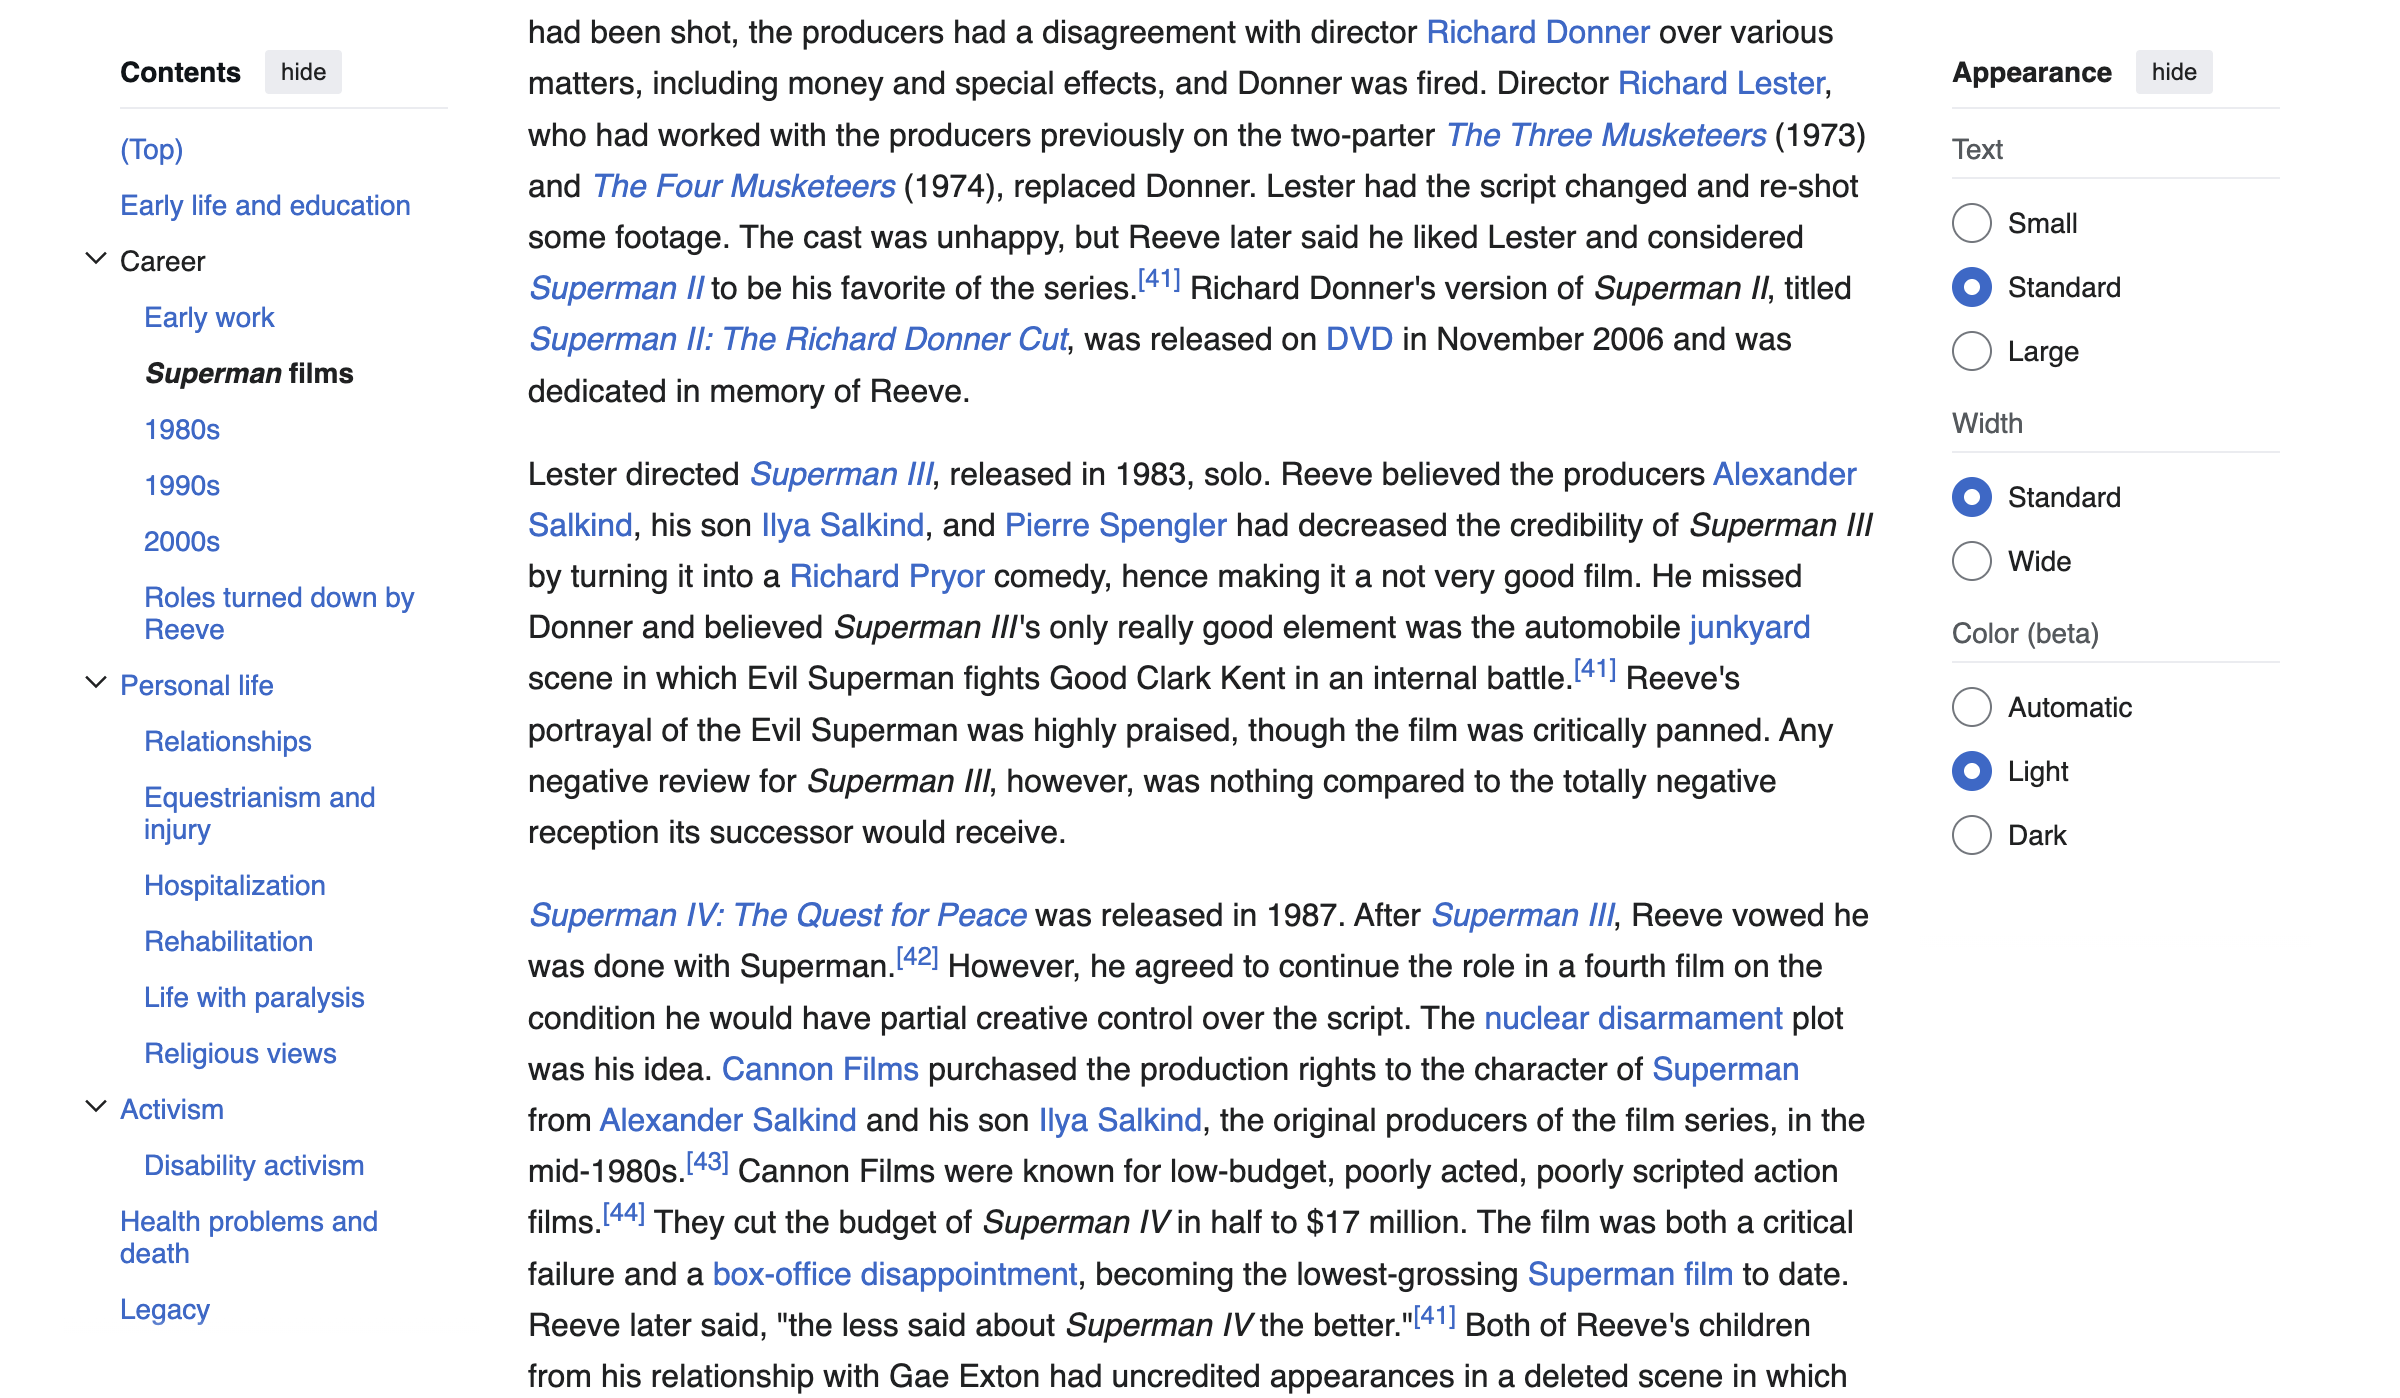 Contents hide
(Top)
Early life and education
Career
Early work
Superman films
1980s
1990s
2000s
Roles turned down by
Reeve
Personal life
Relationships
Equestrianism and
injury
Hospitalization
Rehabilitation
Life with paralysis
Religious views
Activism
Disability activism
Health problems and
death
Legacy
had been shot, the producers had a disagreement with director Richard Donner over various
matters, including money and special effects, and Donner was fired. Director Richard Lester,
who had worked with the producers previously on the two-parter The Three Musketeers (1973)
and The Four Musketeers (1974), replaced Donner. Lester had the script changed and re-shot
some footage. The cast was unhappy, but Reeve later said he liked Lester and considered
Superman II to be his favorite of the series.[41] Richard Donner's version of Superman II, titled
Superman II: The Richard Donner Cut, was released on DVD in November 2006 and was
dedicated in memory of Reeve.
Lester directed Superman III, released in 1983, solo. Reeve believed the producers Alexander
Salkind, his son Ilya Salkind, and Pierre Spengler had decreased the credibility of Superman III
by turning it into a Richard Pryor comedy, hence making it a not very good film. He missed
Donner and believed Superman III's only really good element was the automobile junkyard
scene in which Evil Superman fights Good Clark Kent in an internal battle.[41] Reeve's
portrayal of the Evil Superman was highly praised, though the film was critically panned. Any
negative review for Superman III, however, was nothing compared to the totally negative
reception its successor would receive.
Superman IV: The Quest for Peace was released in 1987. After Superman III, Reeve vowed he
was done with Superman.[42] However, he agreed to continue the role in a fourth film on the
condition he would have partial creative control over the script. The nuclear disarmament plot
was his idea. Cannon Films purchased the production rights to the character of Superman
from Alexander Salkind and his son Ilya Salkind, the original producers of the film series, in the
mid-1980s.[43] Cannon Films were known for low-budget, poorly acted, poorly scripted action
films.[44] They cut the budget of Superman IV in half to $17 million. The film was both a critical
failure and a box-office disappointment, becoming the lowest-grossing Superman film to date.
Reeve later said, "the less said about Superman IV the better."[41] Both of Reeve's children
from his relationship with Gae Exton had uncredited appearances in a deleted scene in which
Appearance hide
Text
Small
Standard
Large
Width
Standard
Wide
Color (beta)
Automatic
Light
Dark